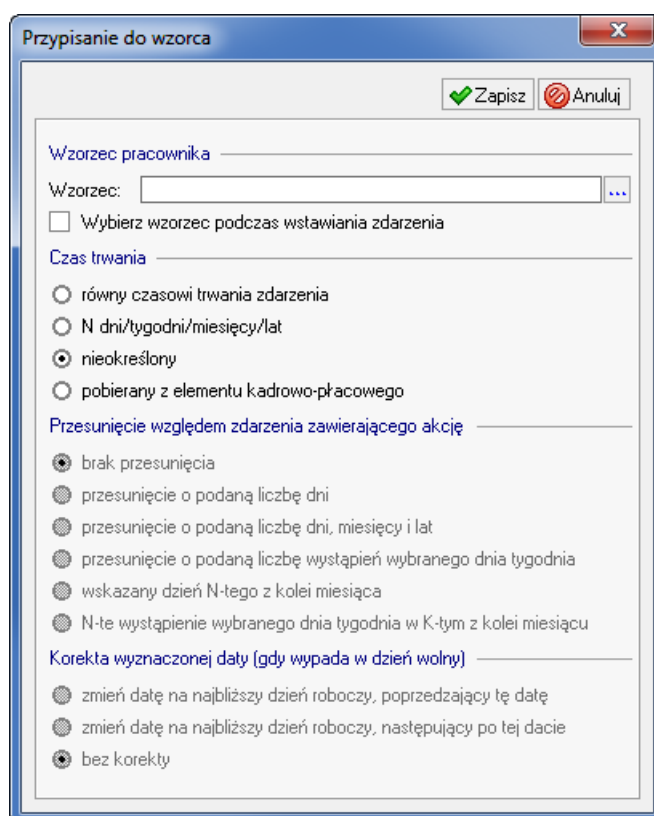 Przypisanie do wzorca
Zapisz Anuluj
Wzorzec pracownika
Wzorzec: ...
Wybierz wzorzec podczas wstawiania zdarzenia
Czas trwania
równy czasowi trwania zdarzenia
N dni/tygodni/miesięcy/lat
nieokreślony
pobierany z elementu kadrowo-płacowego
Przesunięcie względem zdarzenia zawierającego akcję
brak przesunięcia
przesunięcie o podaną liczbę dni
przesunięcie o podaną liczbę dni, miesięcy i lat
przesunięcie o podaną liczbę wystąpień wybranego dnia tygodnia
wskazany dzień N-tego z kolei miesiąca
N-te wystąpienie wybranego dnia tygodnia w K-tym z kolei miesiącu
Korekta wyznaczonej daty (gdy wypada w dzień wolny)
zmień datę na najbliższy dzień roboczy, poprzedzający tę datę
zmień datę na najbliższy dzień roboczy, następujący po tej dacie
bez korekty